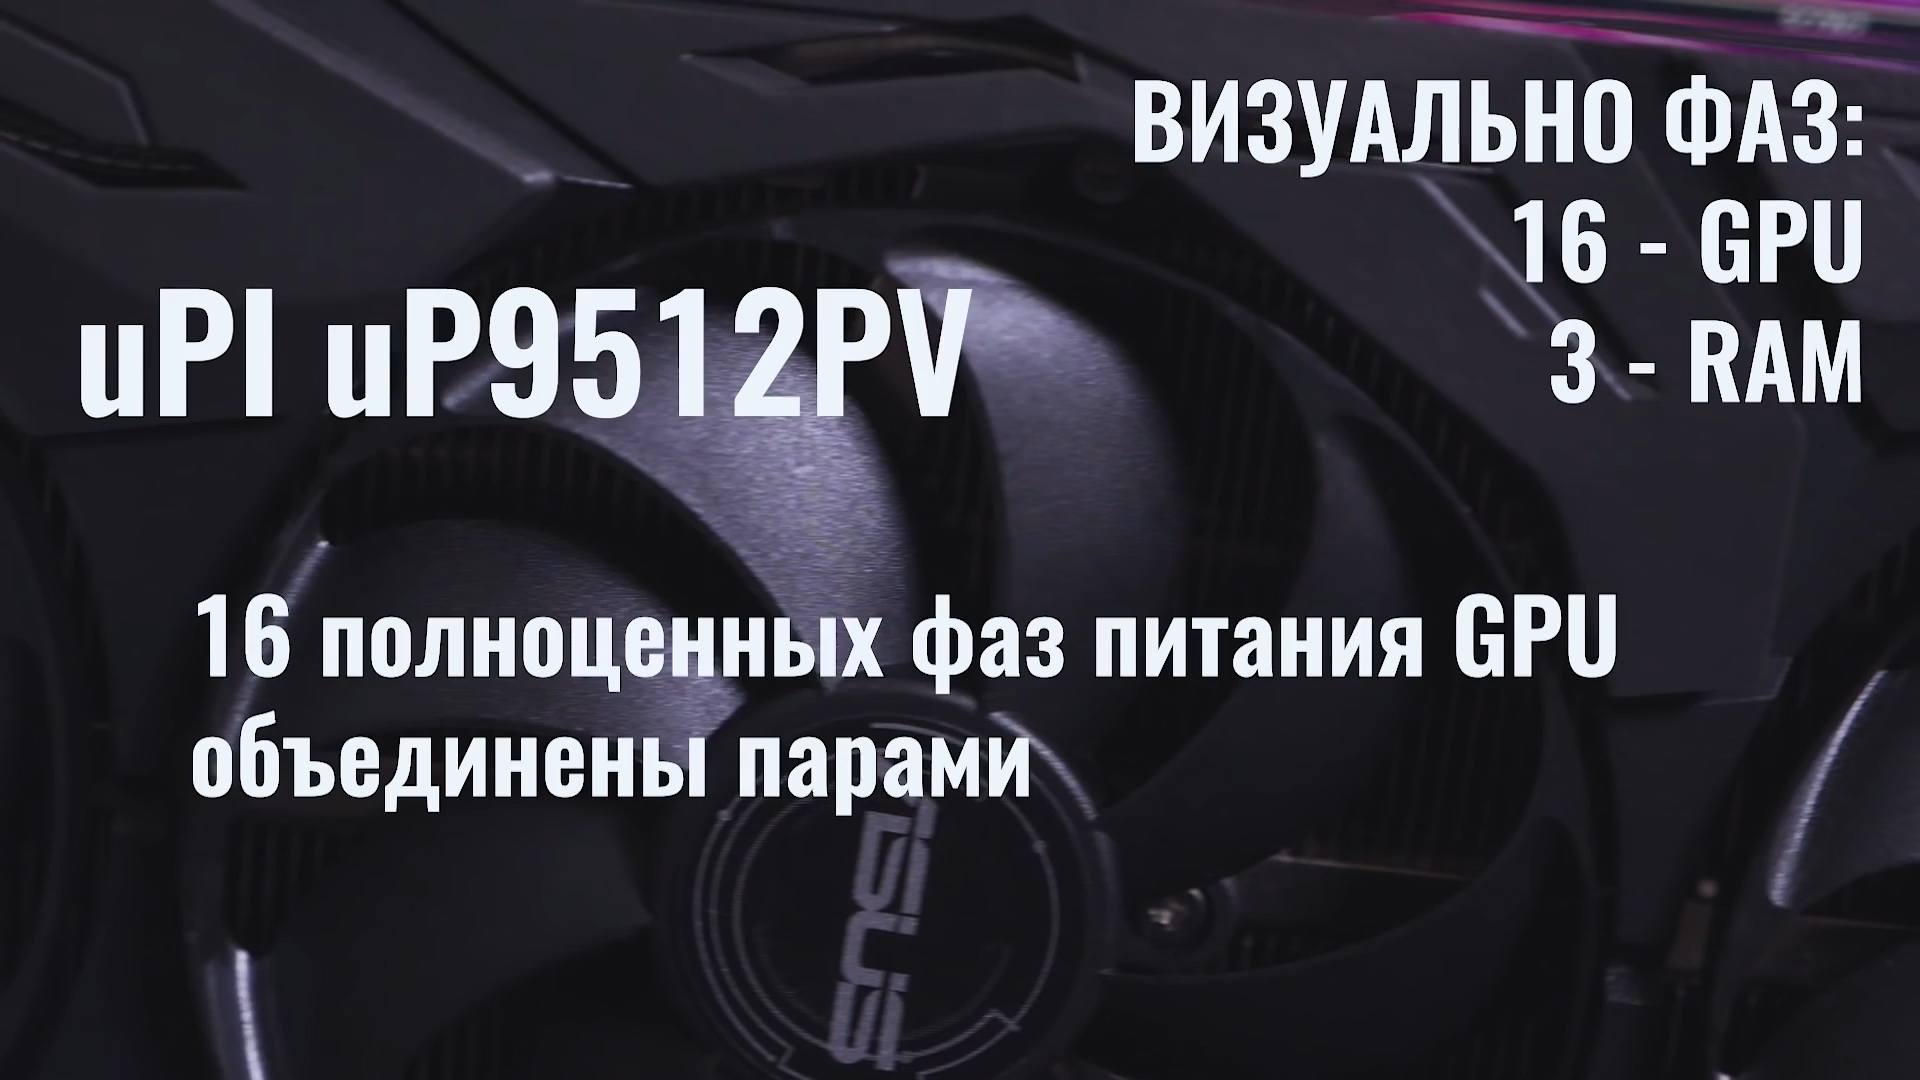 ВИЗУАЛЬНО ФАЗ:
16 - GPU
3 - RAM
uPI uP9512PV
16 полноценных фаз питания GPU
объединены парами
ASUS